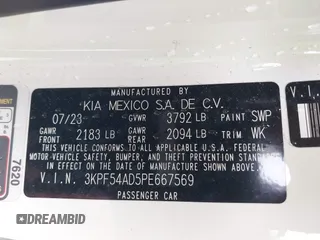 MANUFACTURED BY
KIA MEXICO S.A. DE C.V.
07/23 GVWR 3792 LB PAINT SWP
GAWR FRONT 2183 LB GAWR REAR 2094 LB TRIM WK
THIS VEHICLE CONFORMS TO ALL APPLICABLE U.S. FEDERAL
MOTOR-VEHICLE SAFETY, BUMPER, AND THEFT PREVENTION
STANDARDS IN EFFECT ON THE DATE OF
MANUFACTURE SHOWN ABOVE.
V.I.N. 3KPF54AD5PE667569
PASSENGER CAR
7620
V.I.N.
DREAMBID